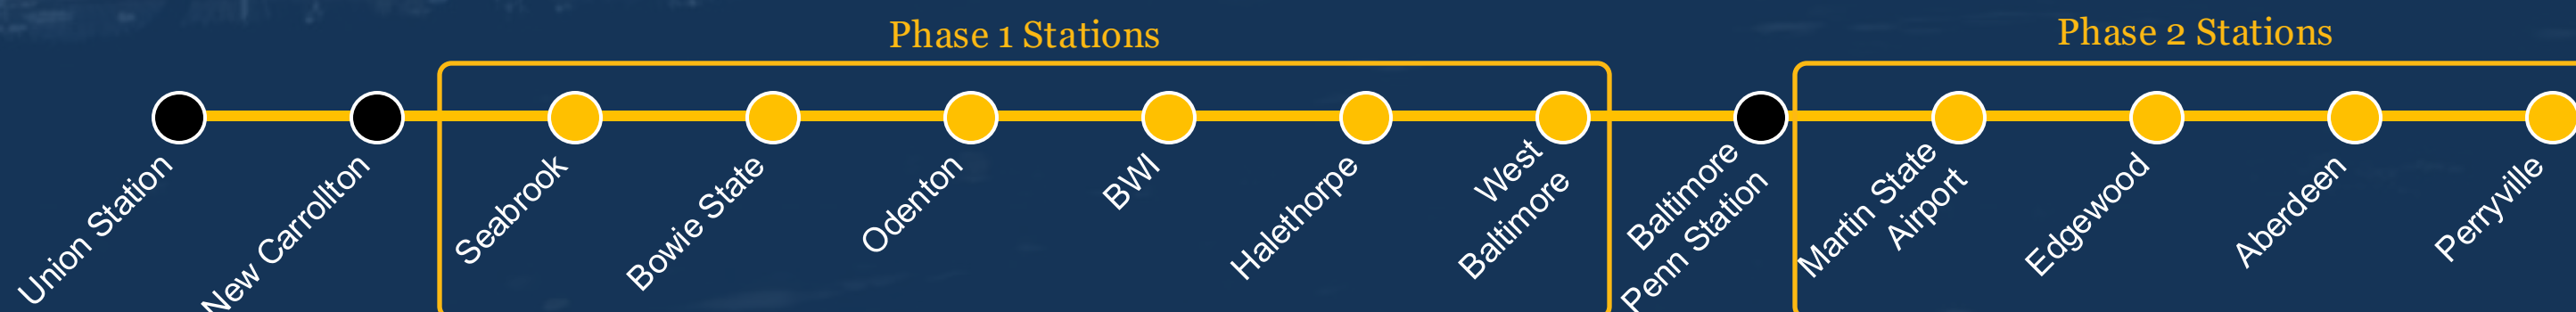 Phase 1 Stations
Phase 2 Stations
Union Station
New Carrollton
Seabrook
Bowie State
Odenton
BWI
Halethorpe
West
Baltimore
Baltimore
Penn Station
Martin State
Airport
Edgewood
Aberdeen
Perryville